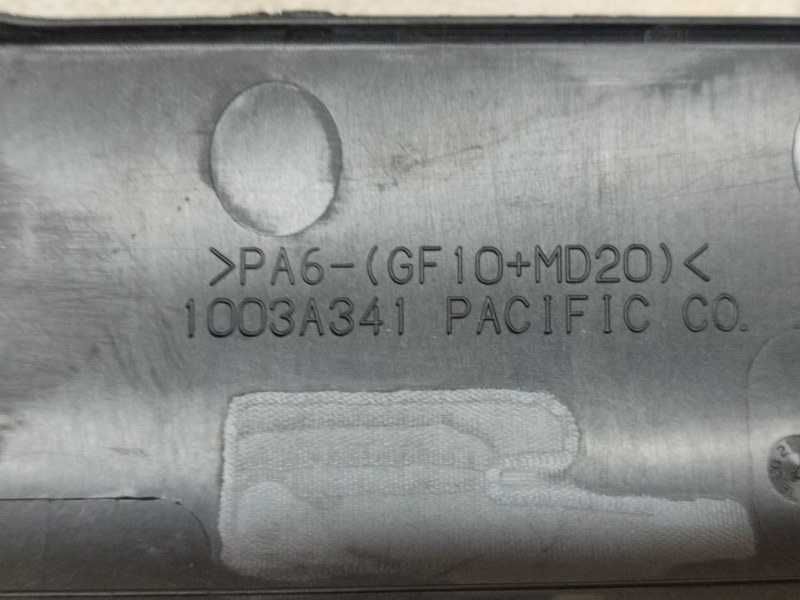 >PA6-(GF10+MD20)<
1003A341 PACIFIC CO.